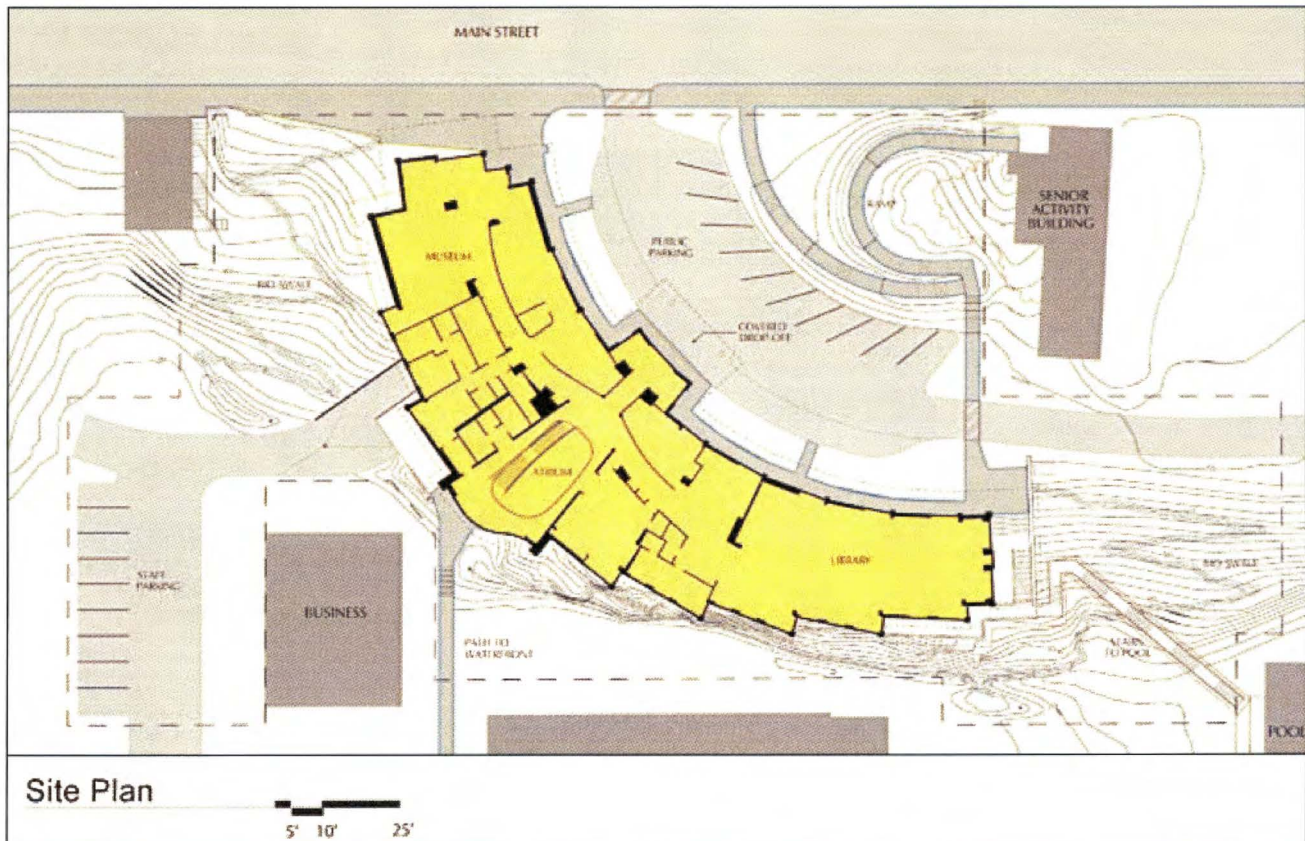 MAIN STREET
SENIOR
ACTIVITY
BUILDING
RAMP
PUBLIC
PARKING
MUSEUM
BIO SWALE
COVERED
DROP OFF
ATRIUM
LIBRARY
BIO SWALE
STAFF
PARKING
BUSINESS
PATH TO
WATERFRONT
STAIRS
TO POOL
POOL
Site Plan
5' 10' 25'